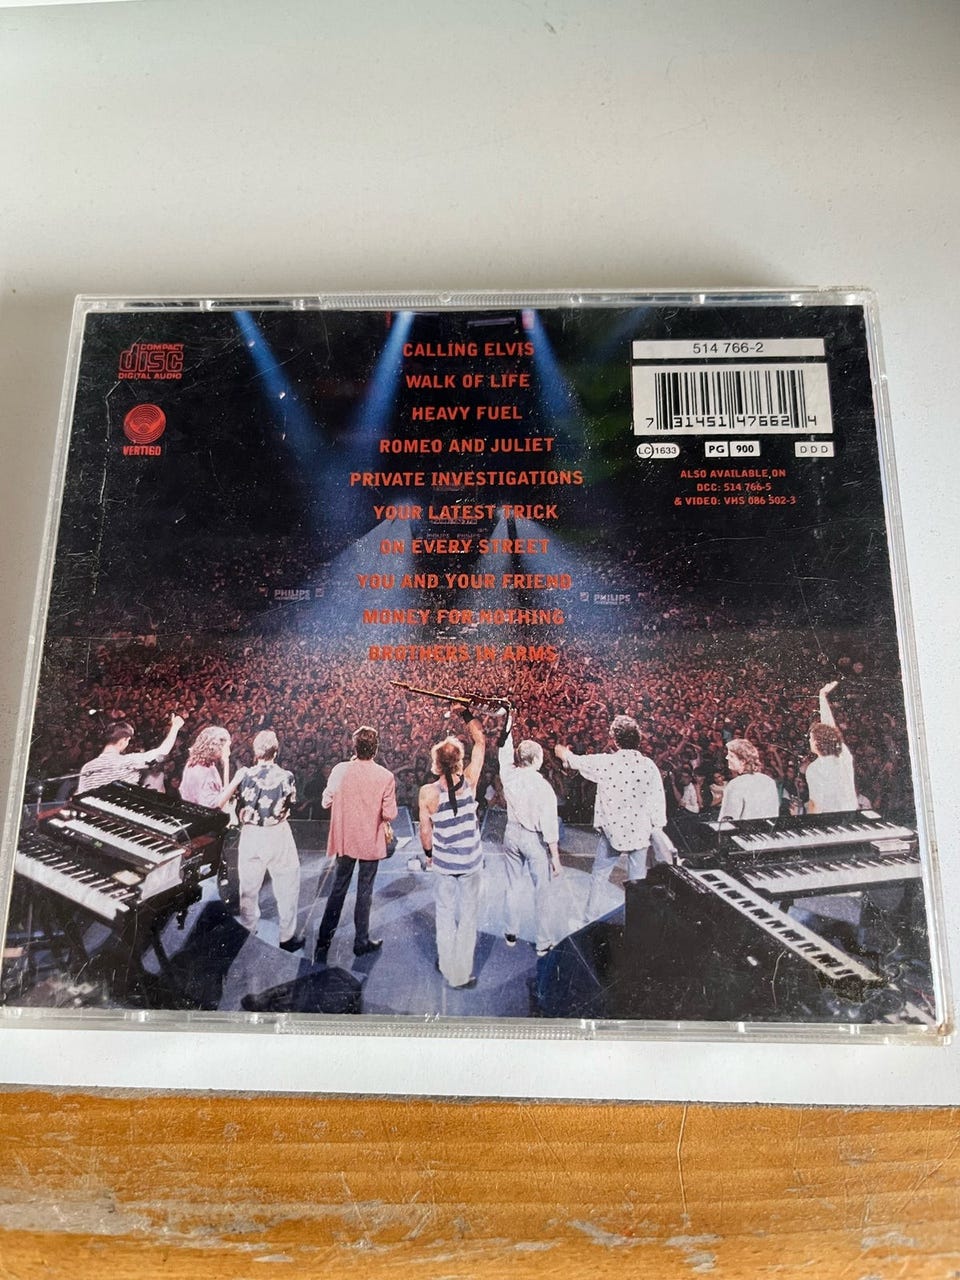 COMPACT
disc
DIGITAL AUDIO
VERTIGO
CALLING ELVIS
WALK OF LIFE
HEAVY FUEL
ROMEO AND JULIET
PRIVATE INVESTIGATIONS
YOUR LATEST TRICK
ON EVERY STREET
YOU AND YOUR FRIEND
MONEY FOR NOTHING
BROTHERS IN ARMS
514 766-2
7 31451 47662 4
LC 1633
PG 900
DDD
ALSO AVAILABLE ON
DCC: 514 766-5
& VIDEO: VHS 086 502-3
PHILIPS
PHILIPS